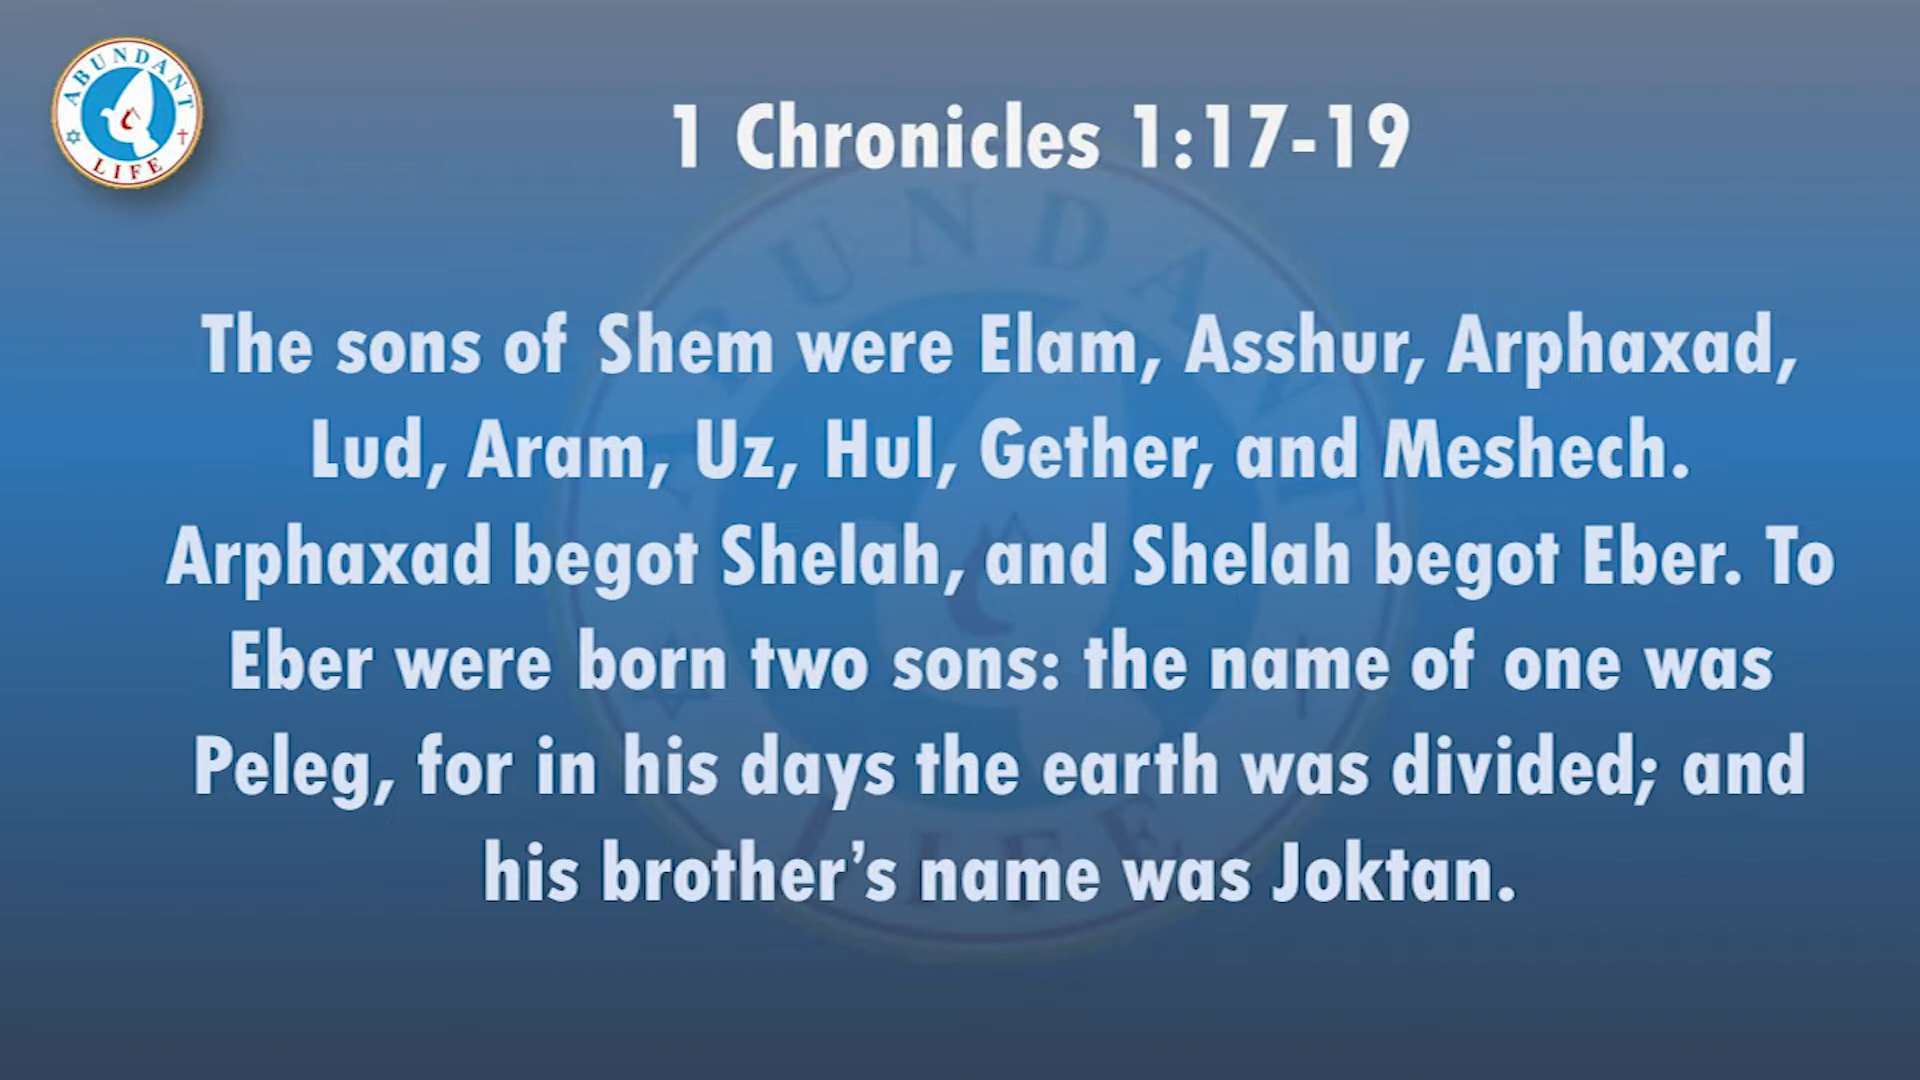 ABUNDANT
LIFE
1 Chronicles 1:17-19
The sons of Shem were Elam, Asshur, Arphaxad,
Lud, Aram, Uz, Hul, Gether, and Meshech.
Arphaxad begot Shelah, and Shelah begot Eber. To
Eber were born two sons: the name of one was
Peleg, for in his days the earth was divided; and
his brother’s name was Joktan.
ABUNDANT
LIFE